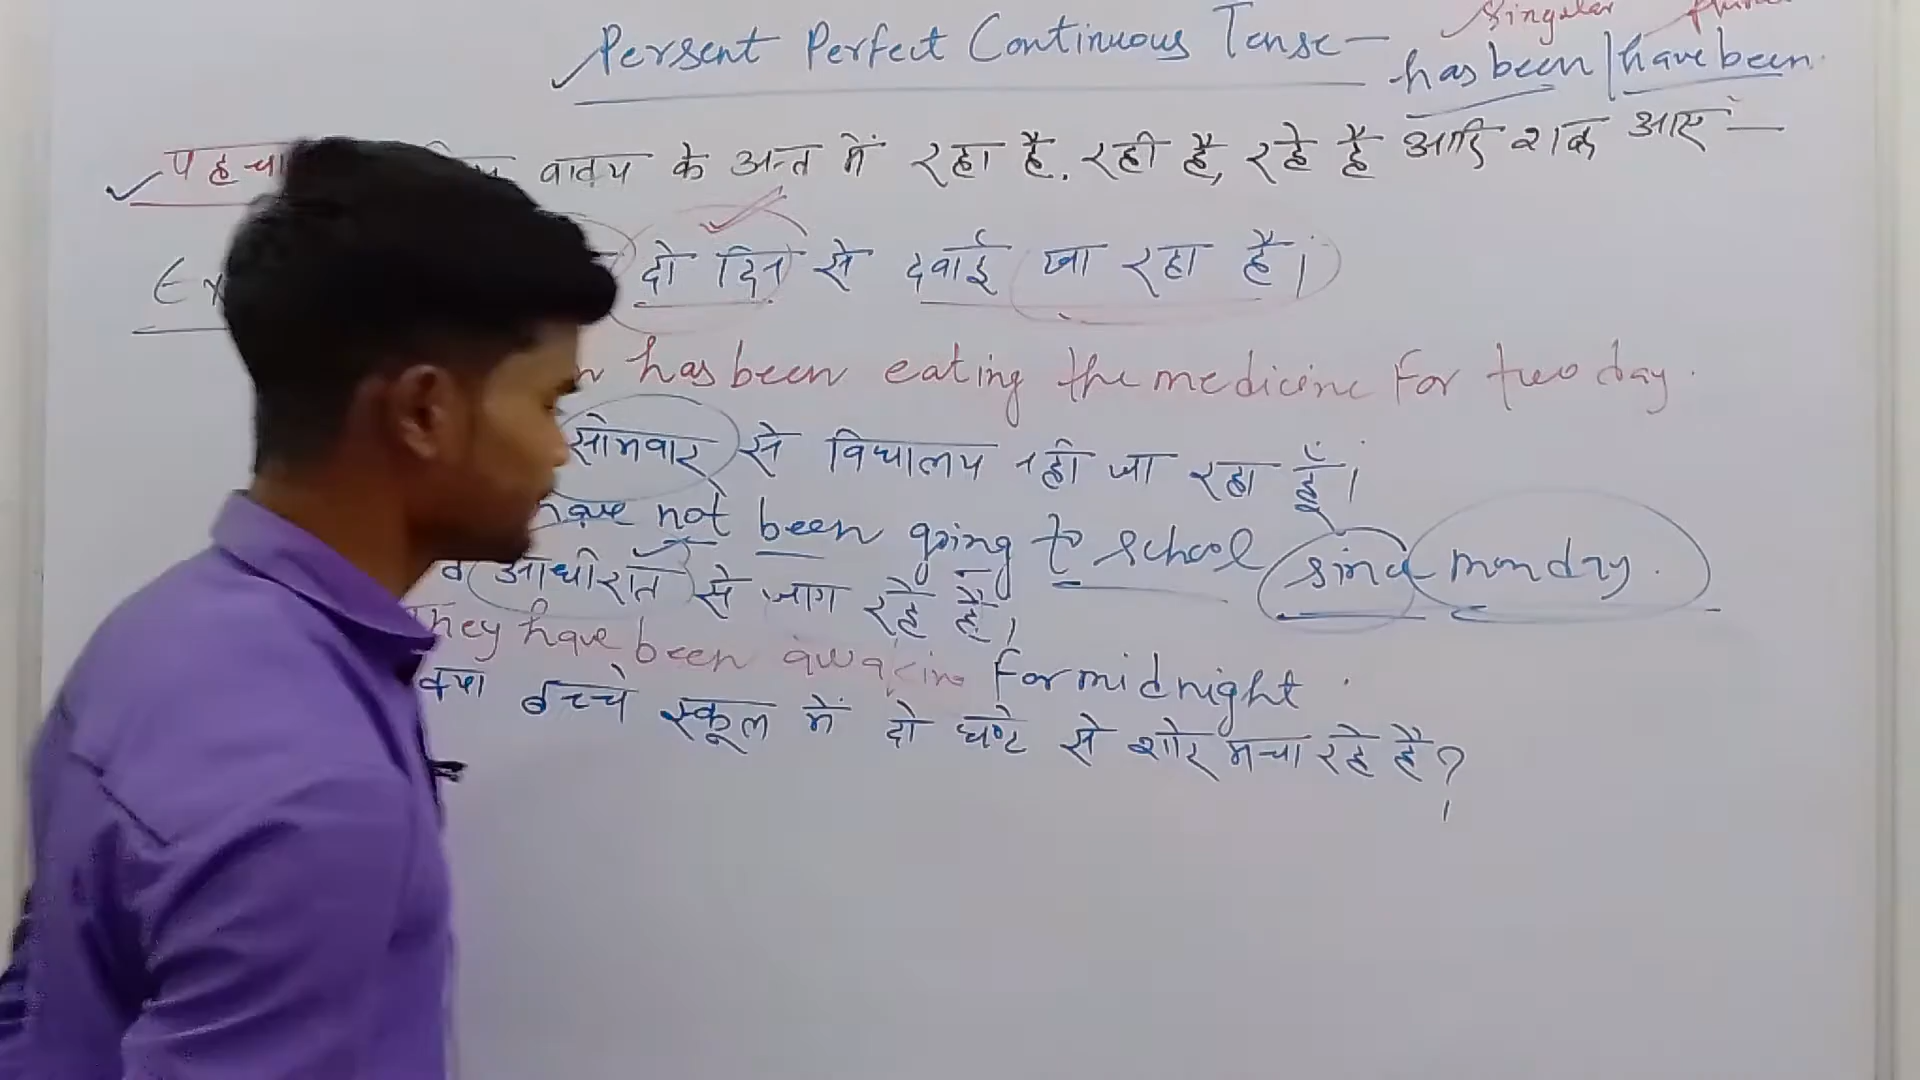 Singular
Persent Perfect Continuous Tense — has been | have been.
पहचा वाक्य के अन्त में रहा है. रही है, रहे है आदि शब्द आएं —
Ex दो दिन से दवाई खा रहा है।
has been eating the medicine For two day.
सोमवार से विद्यालय नही जा रहा हूँ।
have not been going to school since monday.
वे आधीरात से जाग रहे हैं।
They have been awaking for midnight.
क्या बच्चे स्कूल में दो घण्टे से शोर मचा रहे है?